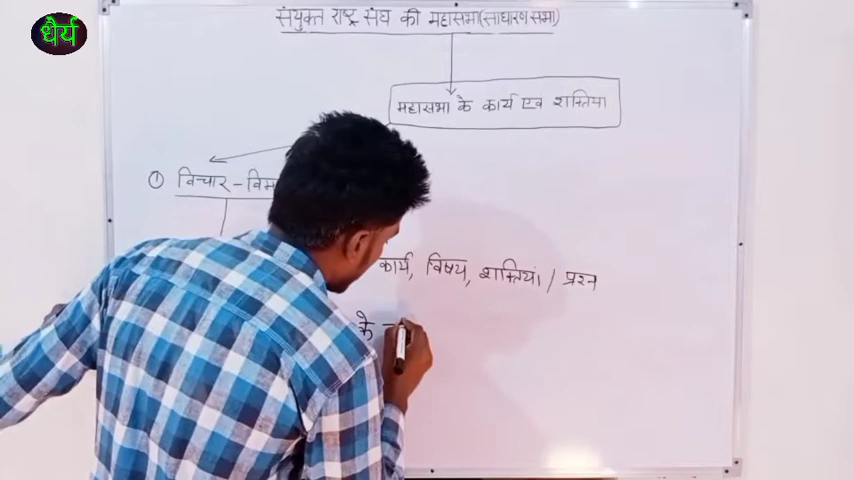 धैर्य
संयुक्त राष्ट्र संघ की महासभा(साधारण सभा)
महासभा के कार्य एव शक्तिया
① विचार-विम
कार्य, विषय, शक्तियां / प्रश्न
के